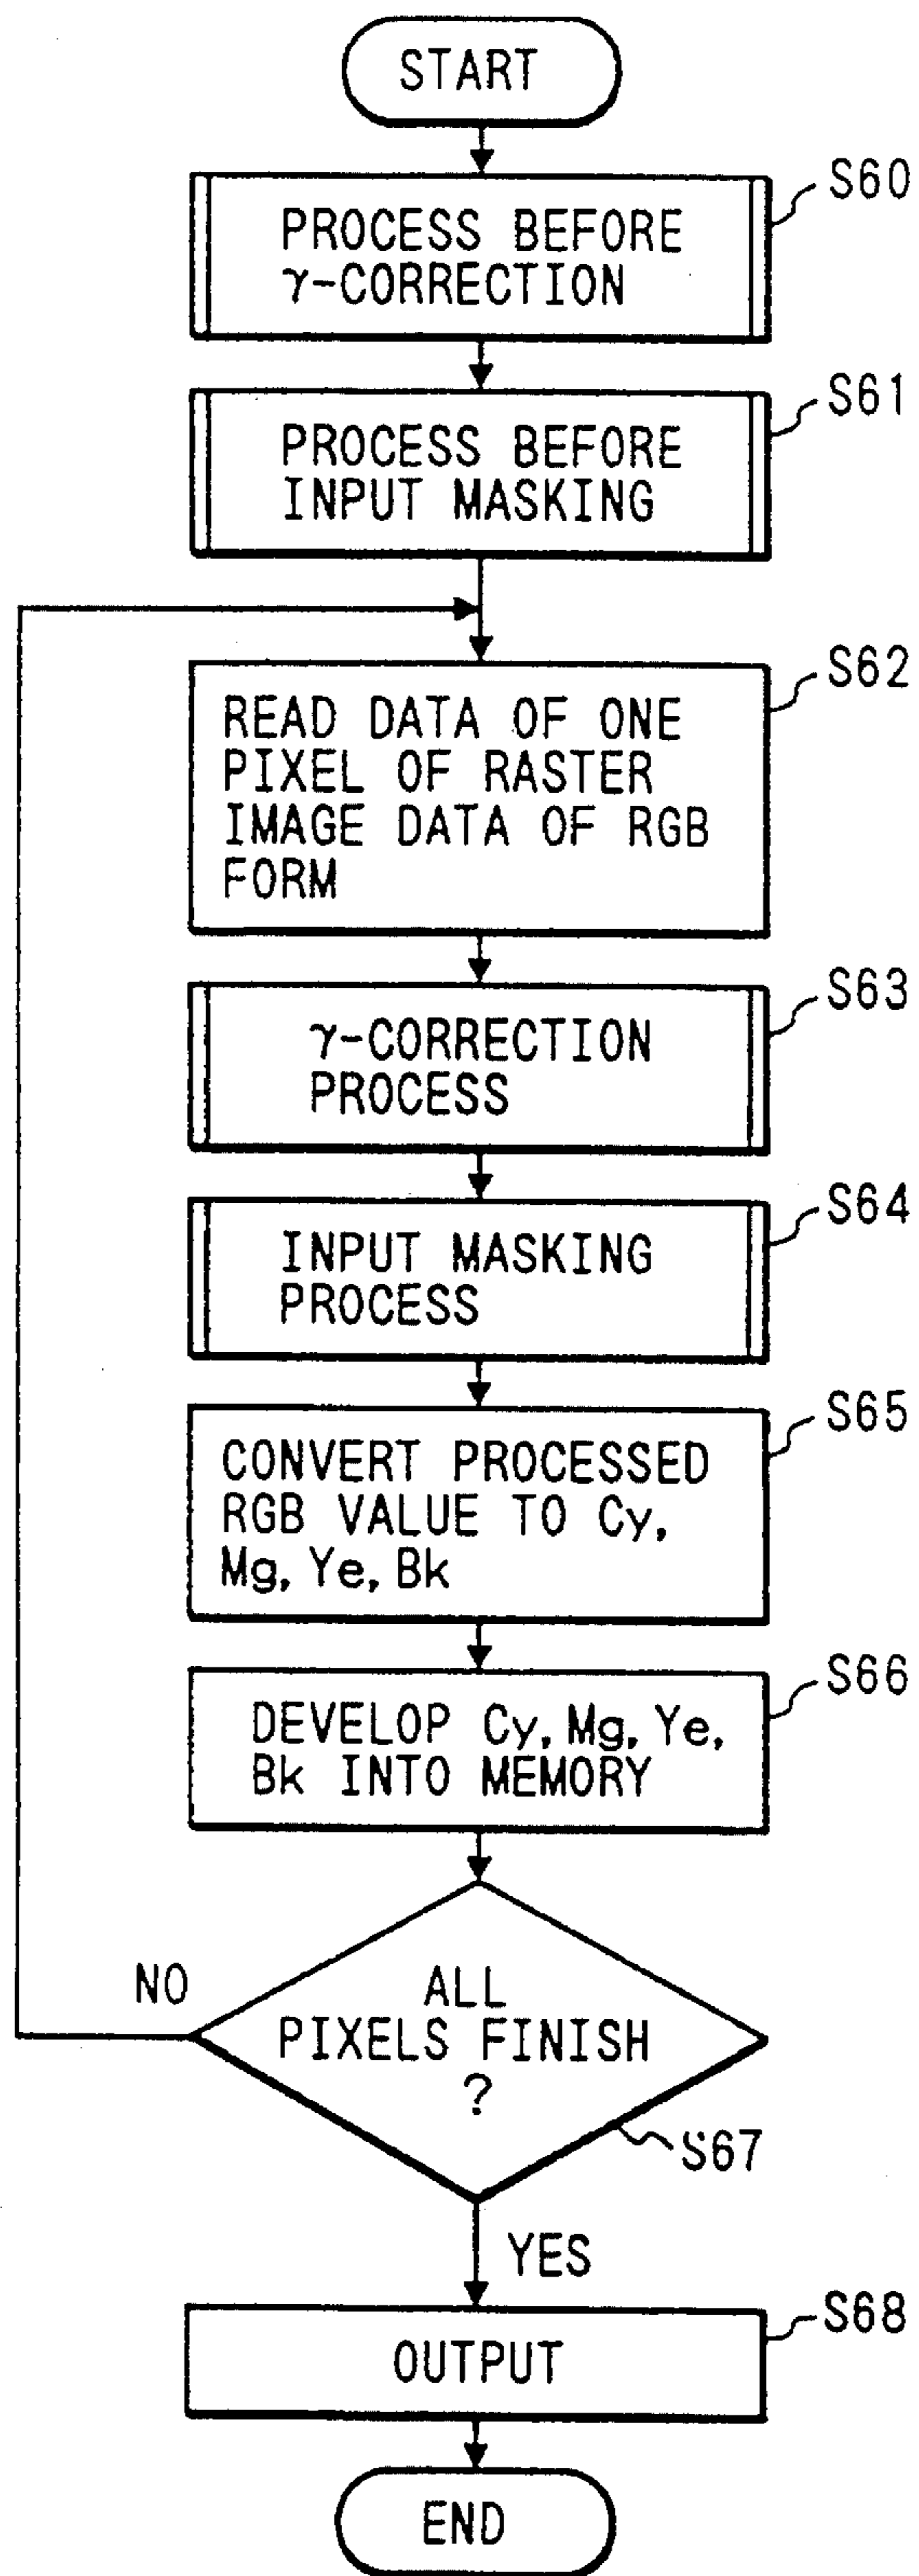 START
S60
PROCESS BEFORE
γ-CORRECTION
S61
PROCESS BEFORE
INPUT MASKING
S62
READ DATA OF ONE
PIXEL OF RASTER
IMAGE DATA OF RGB
FORM
S63
γ-CORRECTION
PROCESS
S64
INPUT MASKING
PROCESS
S65
CONVERT PROCESSED
RGB VALUE TO Cy,
Mg, Ye, Bk
S66
DEVELOP Cy, Mg, Ye,
Bk INTO MEMORY
NO
ALL
PIXELS FINISH
?
S67
YES
S68
OUTPUT
END